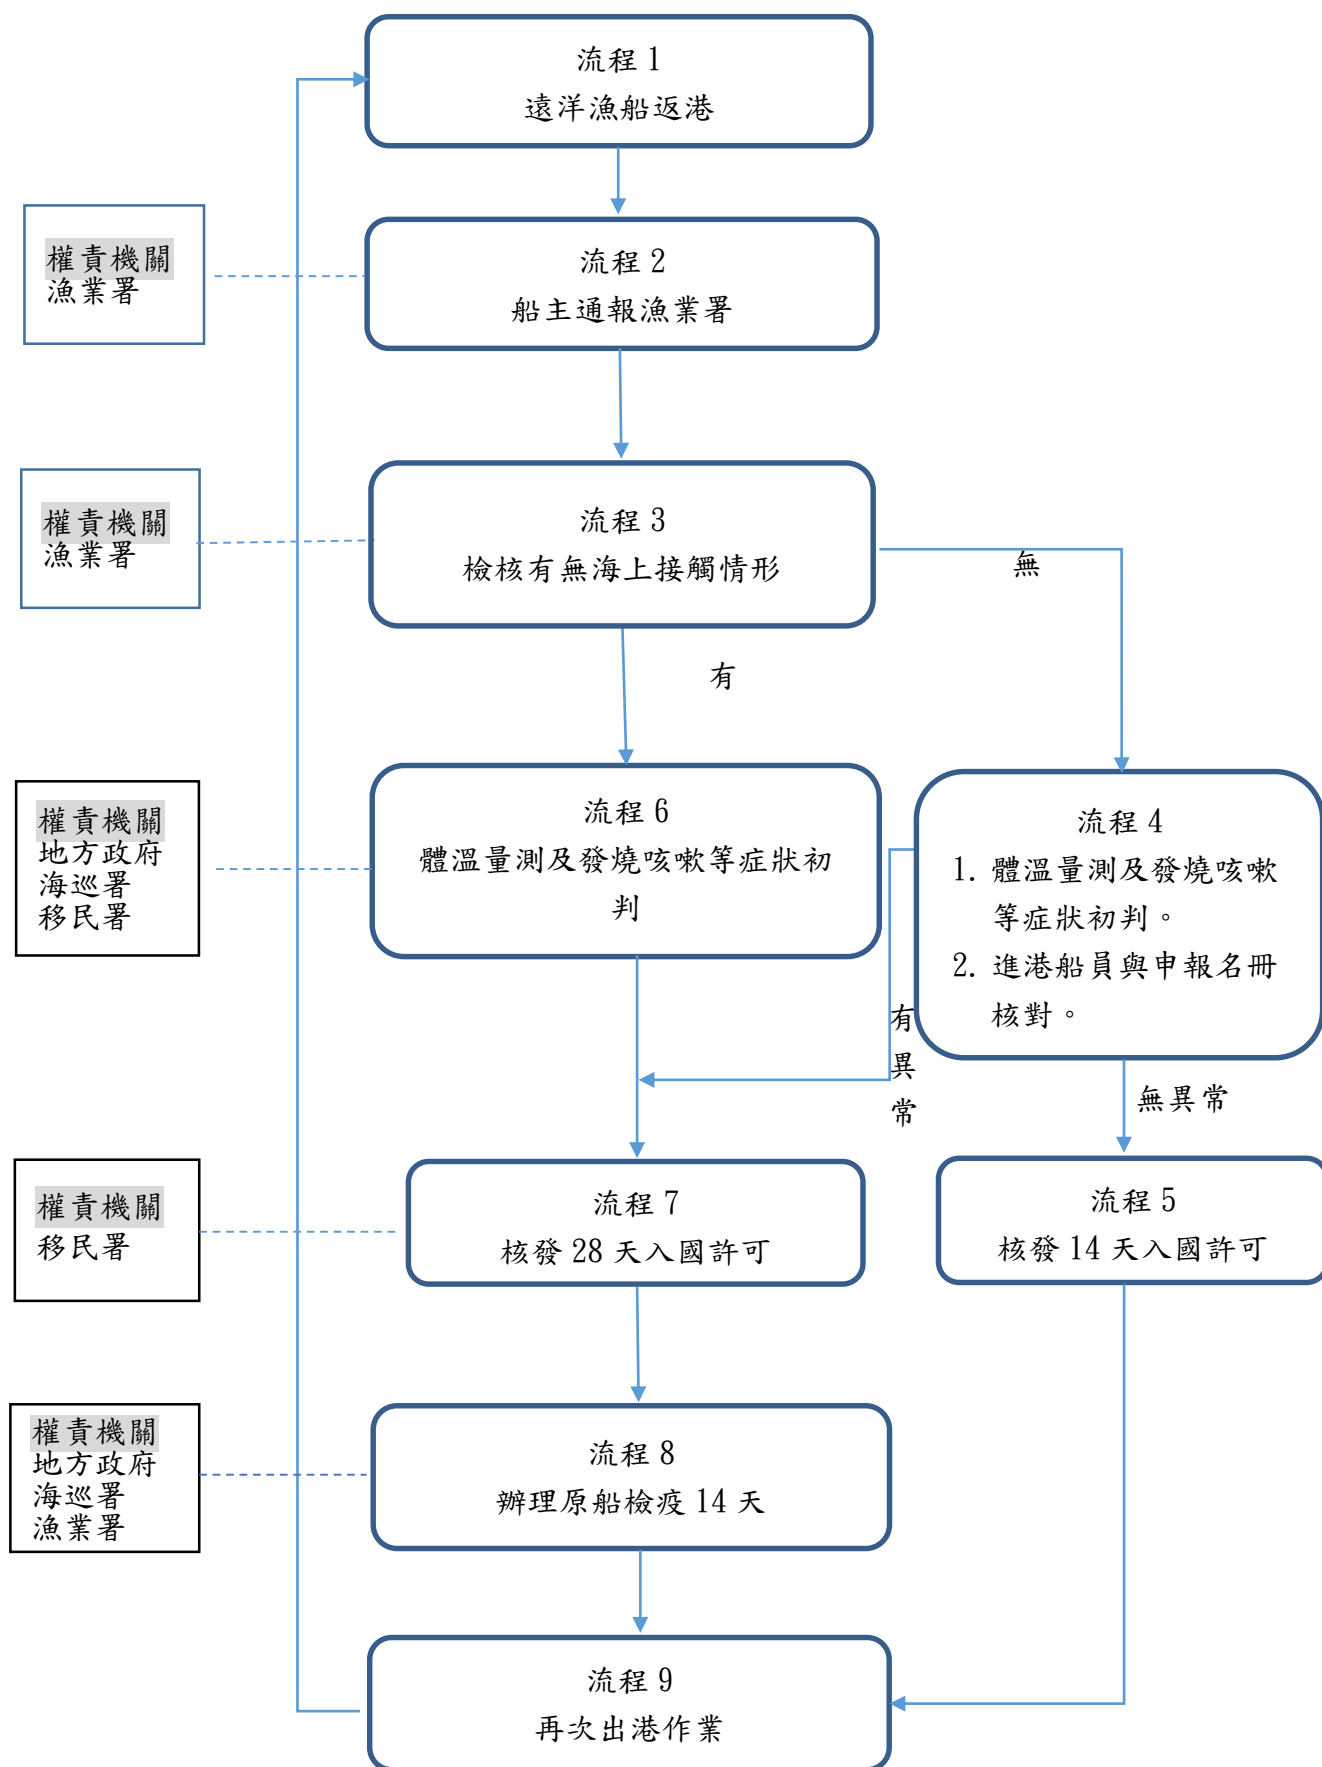 流程 1
遠洋漁船返港
權責機關
漁業署
流程 2
船主通報漁業署
權責機關
漁業署
流程 3
檢核有無海上接觸情形
無
有
權責機關
地方政府
海巡署
移民署
流程 6
體溫量測及發燒咳嗽等症狀初
判
流程 4
1. 體溫量測及發燒咳嗽
等症狀初判。
2. 進港船員與申報名冊
核對。
有
異
常
無異常
權責機關
移民署
流程 7
核發 28 天入國許可
流程 5
核發 14 天入國許可
權責機關
地方政府
海巡署
漁業署
流程 8
辦理原船檢疫 14 天
流程 9
再次出港作業